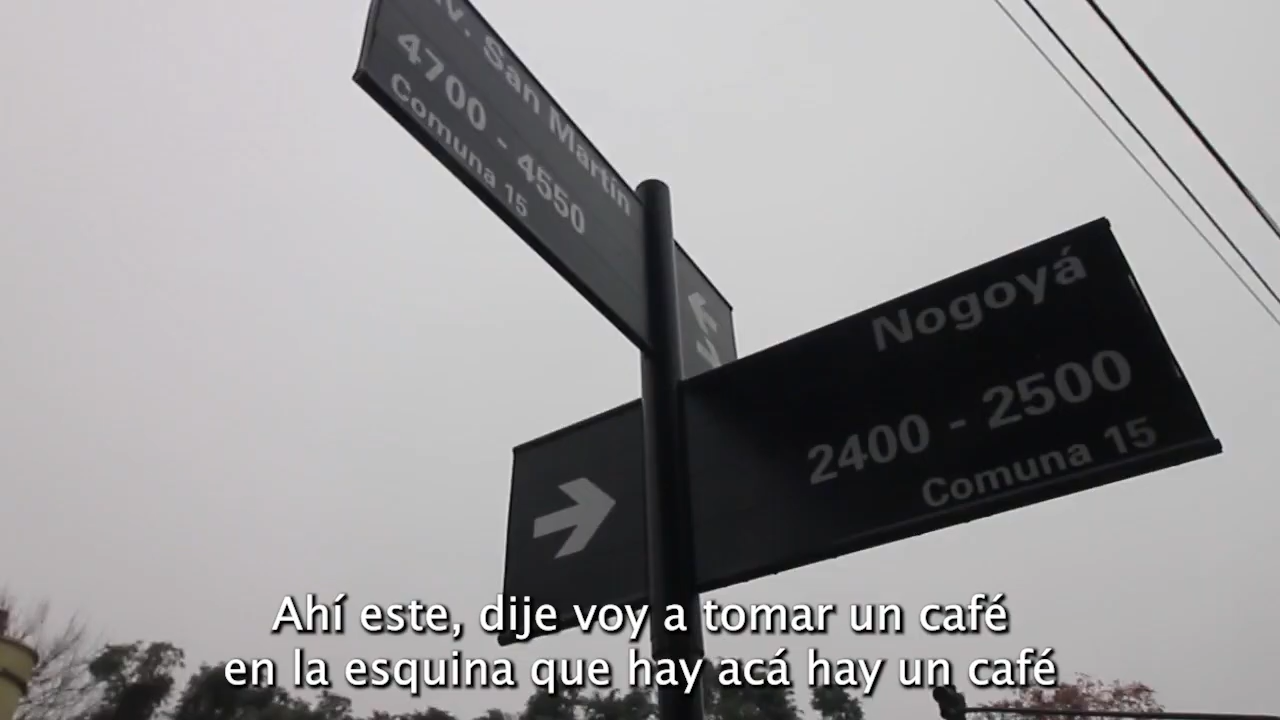 Av. San Martín
4700 - 4550
Comuna 15
Nogoyá
2400 - 2500
Comuna 15
Ahí este, dije voy a tomar un café
en la esquina que hay acá hay un café